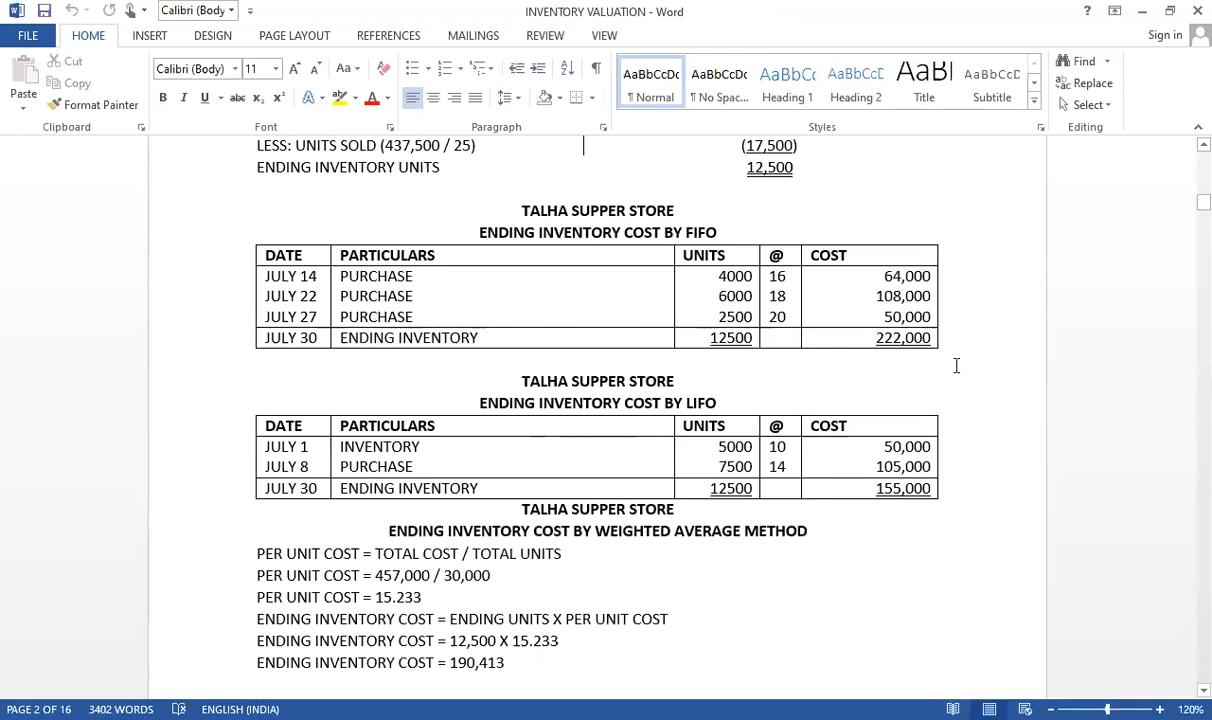 Calibri (Body
INVENTORY VALUATION - Word
FILE HOME INSERT DESIGN PAGE LAYOUT REFERENCES MAILINGS REVIEW VIEW Sign in
Paste
Cut
Copy
Format Painter
Calibri (Body) 11
AaBbCcDc ¶ Normal
AaBbCcDc ¶ No Spac...
AaBbCc Heading 1
AaBbCcD Heading 2
AaBl Title
AaBbCcD Subtitle
Find
Replace
Select
Clipboard Font Paragraph Styles Editing
LESS: UNITS SOLD (437,500 / 25) (17,500)
ENDING INVENTORY UNITS 12,500
TALHA SUPPER STORE
ENDING INVENTORY COST BY FIFO
DATE PARTICULARS UNITS @ COST
JULY 14 PURCHASE 4000 16 64,000
JULY 22 PURCHASE 6000 18 108,000
JULY 27 PURCHASE 2500 20 50,000
JULY 30 ENDING INVENTORY 12500 222,000
TALHA SUPPER STORE
ENDING INVENTORY COST BY LIFO
DATE PARTICULARS UNITS @ COST
JULY 1 INVENTORY 5000 10 50,000
JULY 8 PURCHASE 7500 14 105,000
JULY 30 ENDING INVENTORY 12500 155,000
TALHA SUPPER STORE
ENDING INVENTORY COST BY WEIGHTED AVERAGE METHOD
PER UNIT COST = TOTAL COST / TOTAL UNITS
PER UNIT COST = 457,000 / 30,000
PER UNIT COST = 15.233
ENDING INVENTORY COST = ENDING UNITS X PER UNIT COST
ENDING INVENTORY COST = 12,500 X 15.233
ENDING INVENTORY COST = 190,413
PAGE 2 OF 16 3402 WORDS ENGLISH (INDIA) 120%